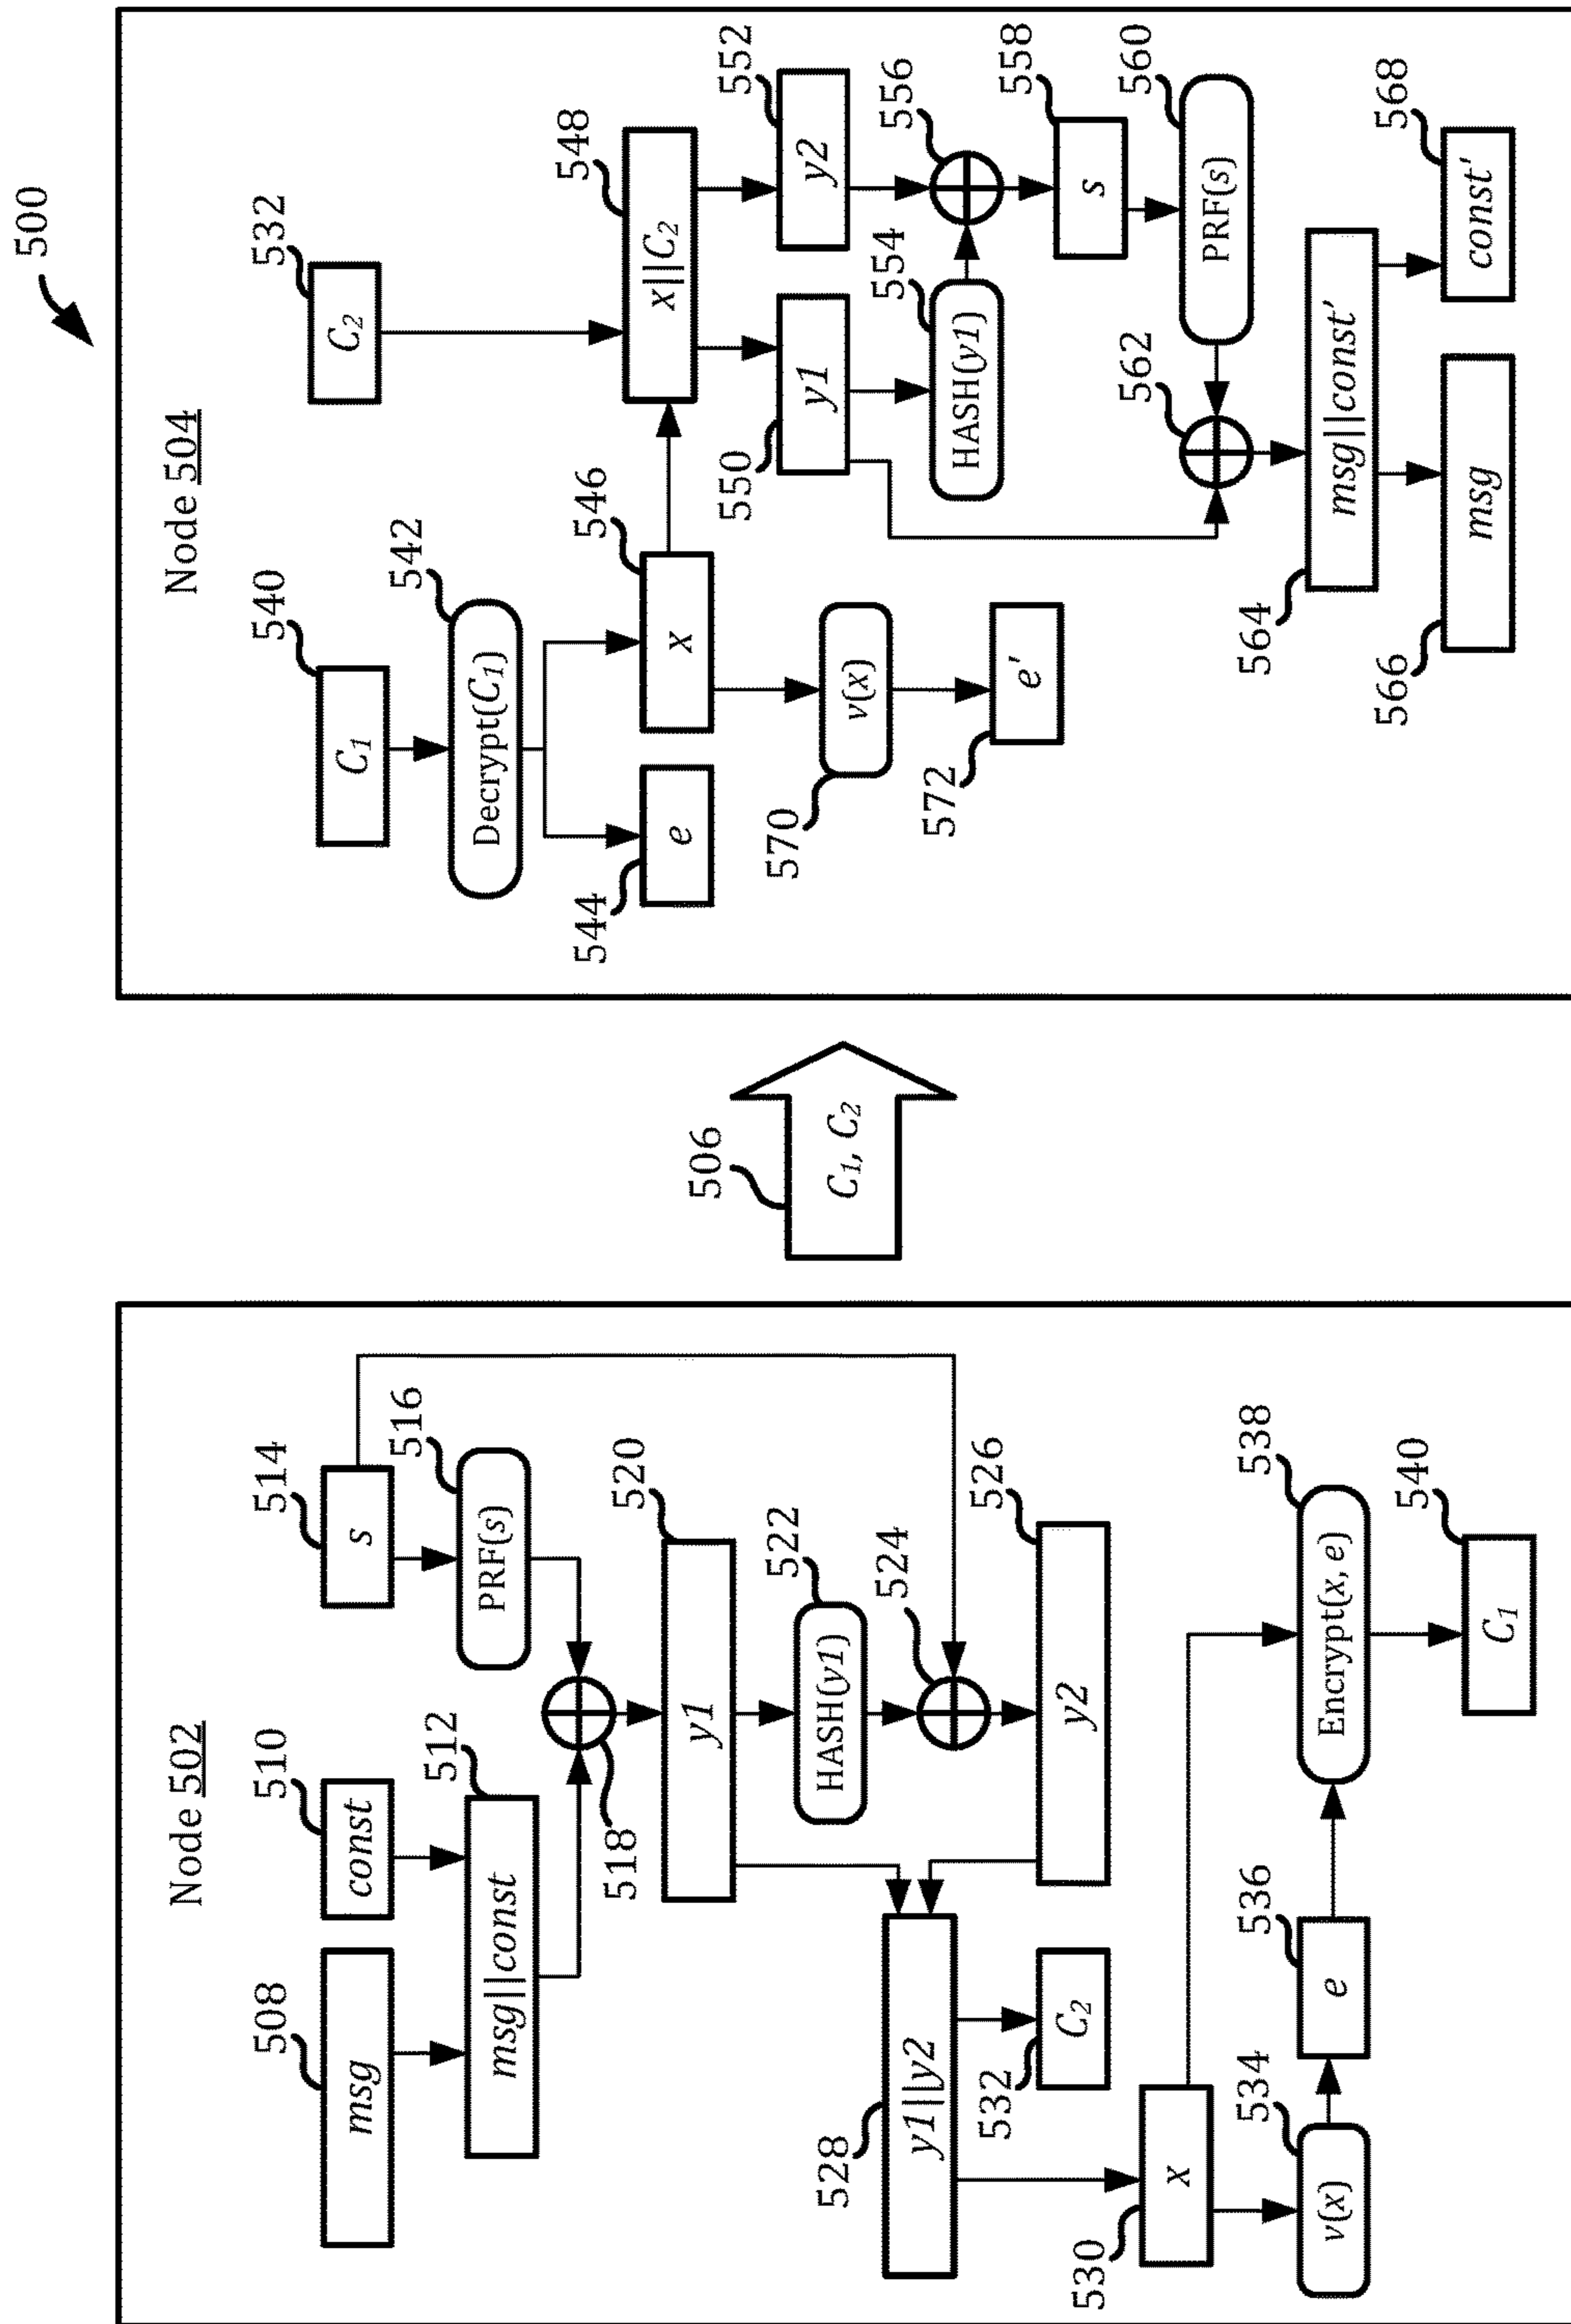 500
Node 502
508
msg
510
const
514
s
512
msg||const
516
PRF(s)
518
520
y1
522
HASH(y1)
524
526
y2
528
y1||y2
532
C₂
530
x
534
v(x)
536
e
538
Encrypt(x, e)
540
C₁
506
C₁, C₂
Node 504
540
C₁
532
C₂
542
Decrypt(C₁)
544
e
546
x
548
x||C₂
550
y1
552
y2
570
v(x)
554
HASH(y1)
556
572
e'
558
s
560
PRF(s)
562
564
msg||const'
566
msg
568
const'